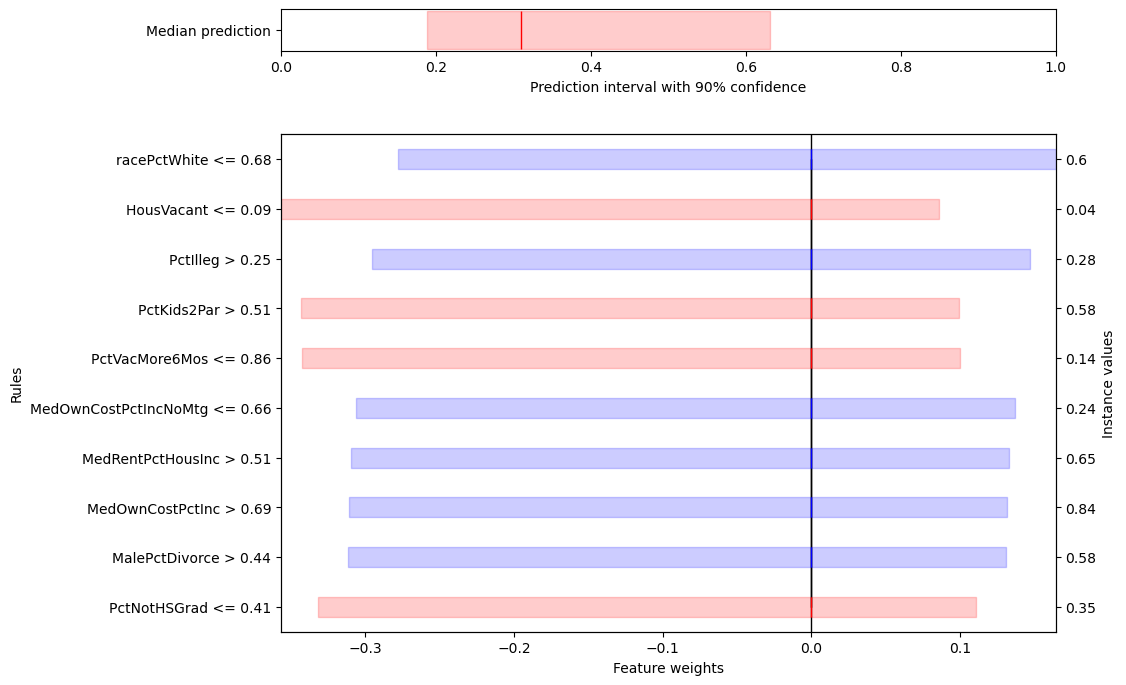 Median prediction
0.0 0.2 0.4 0.6 0.8 1.0
Prediction interval with 90% confidence
Rules
racePctWhite <= 0.68 0.6
HousVacant <= 0.09 0.04
PctIlleg > 0.25 0.28
PctKids2Par > 0.51 0.58
PctVacMore6Mos <= 0.86 0.14
MedOwnCostPctIncNoMtg <= 0.66 0.24
MedRentPctHousInc > 0.51 0.65
MedOwnCostPctInc > 0.69 0.84
MalePctDivorce > 0.44 0.58
PctNotHSGrad <= 0.41 0.35
Instance values
−0.3 −0.2 −0.1 0.0 0.1
Feature weights